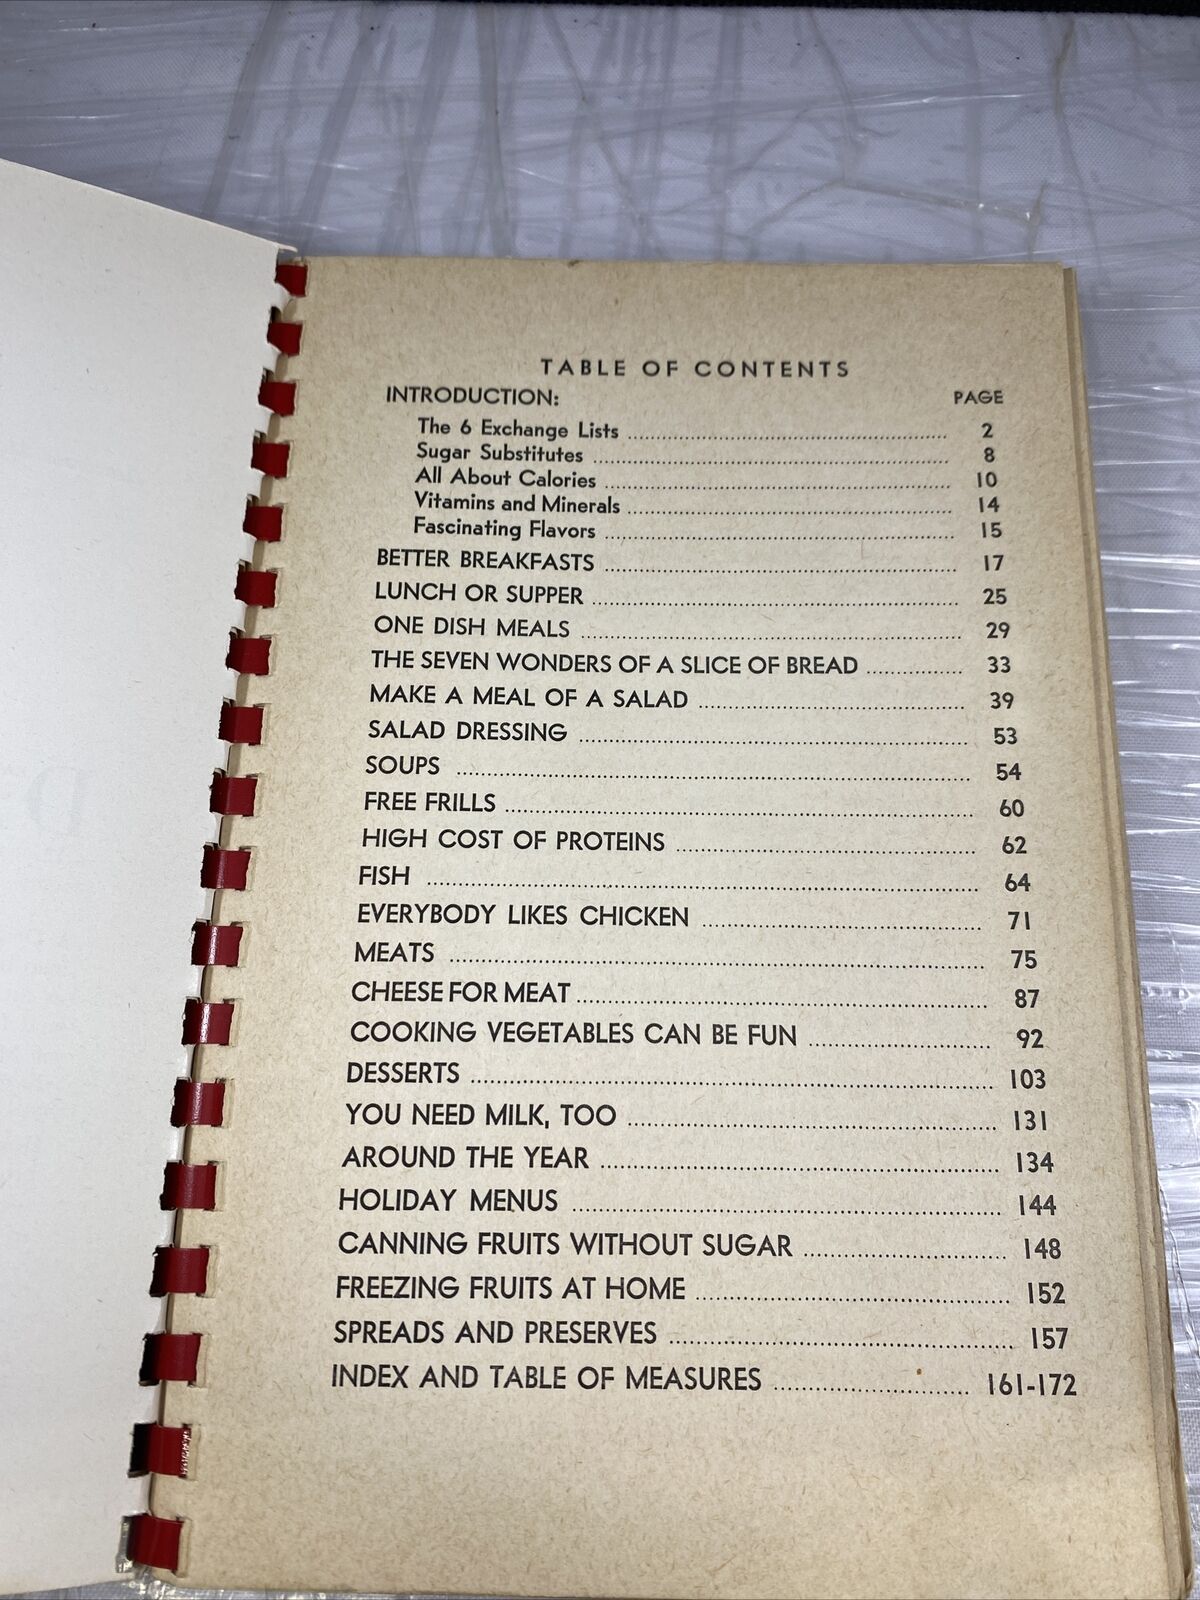 TABLE OF CONTENTS
INTRODUCTION: PAGE
The 6 Exchange Lists 2
Sugar Substitutes 8
All About Calories 10
Vitamins and Minerals 14
Fascinating Flavors 15
BETTER BREAKFASTS 17
LUNCH OR SUPPER 25
ONE DISH MEALS 29
THE SEVEN WONDERS OF A SLICE OF BREAD 33
MAKE A MEAL OF A SALAD 39
SALAD DRESSING 53
SOUPS 54
FREE FRILLS 60
HIGH COST OF PROTEINS 62
FISH 64
EVERYBODY LIKES CHICKEN 71
MEATS 75
CHEESE FOR MEAT 87
COOKING VEGETABLES CAN BE FUN 92
DESSERTS 103
YOU NEED MILK, TOO 131
AROUND THE YEAR 134
HOLIDAY MENUS 144
CANNING FRUITS WITHOUT SUGAR 148
FREEZING FRUITS AT HOME 152
SPREADS AND PRESERVES 157
INDEX AND TABLE OF MEASURES 161-172